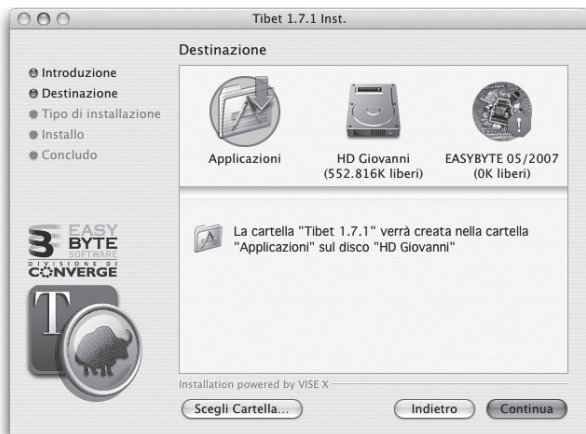 Tibet 1.7.1 Inst.
Destinazione
Introduzione
Destinazione
Tipo di installazione
Installo
Concludo
Applicazioni
HD Giovanni
(552.816K liberi)
EASYBYTE 05/2007
(0K liberi)
La cartella "Tibet 1.7.1" verrà creata nella cartella
"Applicazioni" sul disco "HD Giovanni"
EASY
BYTE
SOFTWARE
DIVISIONE DI
CONVERGE
T
Installation powered by VISE X
Scegli Cartella...
Indietro
Continua